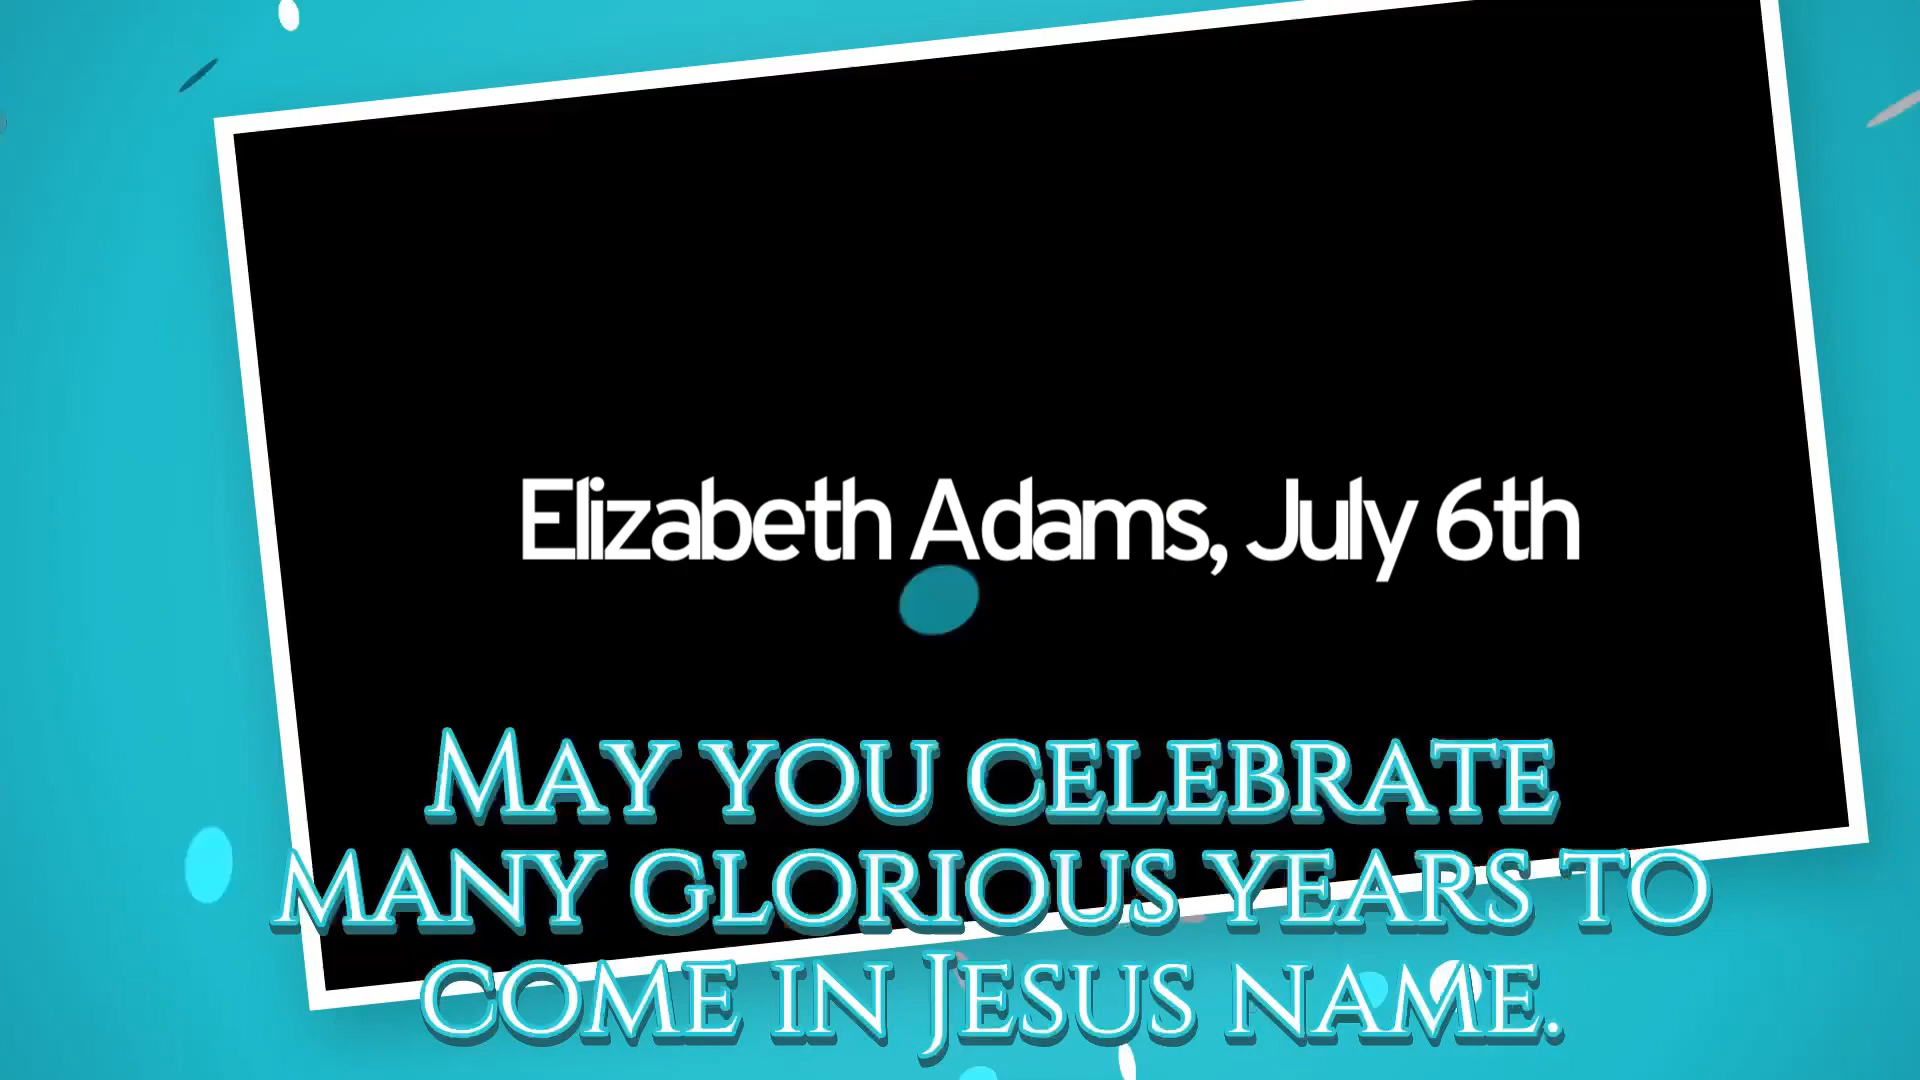 Elizabeth Adams, July 6th
May you celebrate
many glorious years to
come in Jesus name.